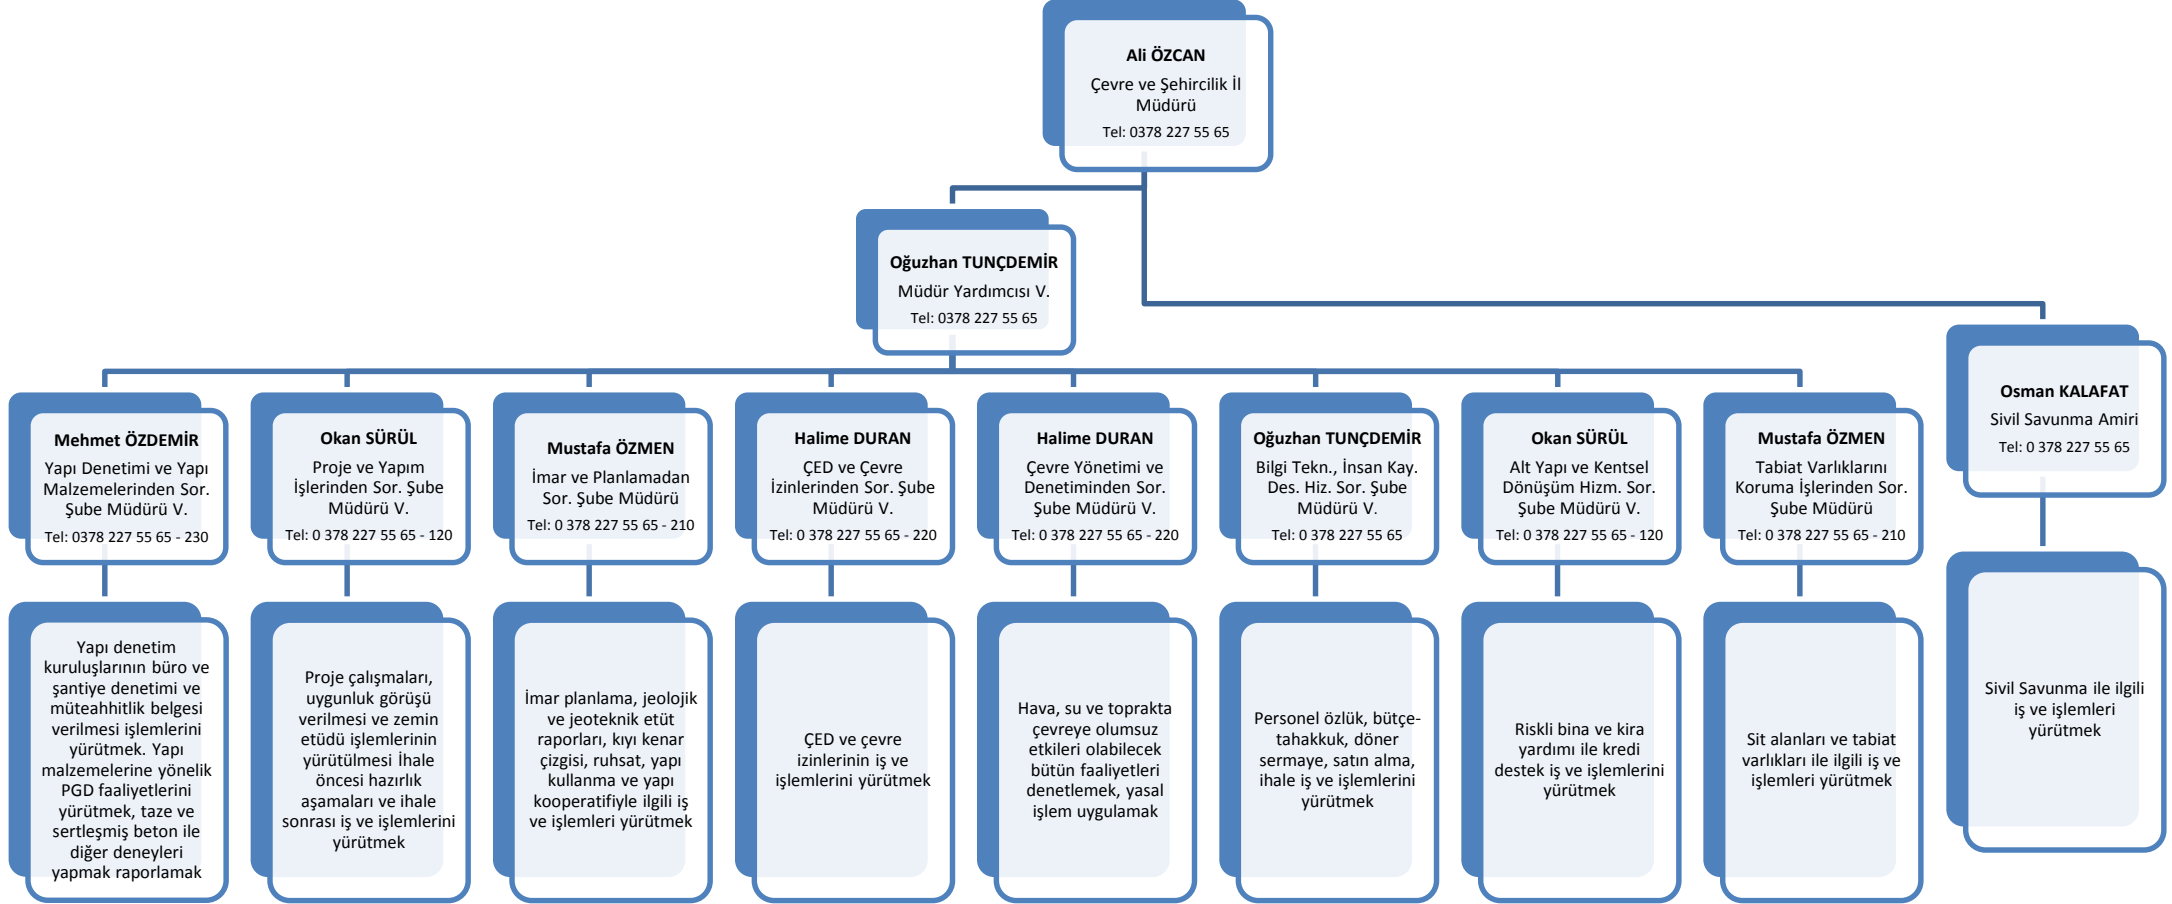 Ali ÖZCAN
Çevre ve Şehircilik İl
Müdürü
Tel: 0378 227 55 65
Oğuzhan TUNÇDEMİR
Müdür Yardımcısı V.
Tel: 0378 227 55 65
Mehmet ÖZDEMİR
Yapı Denetimi ve Yapı
Malzemelerinden Sor.
Şube Müdürü V.
Tel: 0378 227 55 65 - 230
Okan SÜRÜL
Proje ve Yapım
İşlerinden Sor. Şube
Müdürü V.
Tel: 0 378 227 55 65 - 120
Mustafa ÖZMEN
İmar ve Planlamadan
Sor. Şube Müdürü
Tel: 0 378 227 55 65 - 210
Halime DURAN
ÇED ve Çevre
İzinlerinden Sor. Şube
Müdürü V.
Tel: 0 378 227 55 65 - 220
Halime DURAN
Çevre Yönetimi ve
Denetiminden Sor.
Şube Müdürü V.
Tel: 0 378 227 55 65 - 220
Oğuzhan TUNÇDEMİR
Bilgi Tekn., İnsan Kay.
Des. Hiz. Sor. Şube
Müdürü V.
Tel: 0 378 227 55 65
Okan SÜRÜL
Alt Yapı ve Kentsel
Dönüşüm Hizm. Sor.
Şube Müdürü V.
Tel: 0 378 227 55 65 - 120
Mustafa ÖZMEN
Tabiat Varlıklarını
Koruma İşlerinden Sor.
Şube Müdürü
Tel: 0 378 227 55 65 - 210
Osman KALAFAT
Sivil Savunma Amiri
Tel: 0 378 227 55 65
Yapı denetim
kuruluşlarının büro ve
şantiye denetimi ve
müteahhitlik belgesi
verilmesi işlemlerini
yürütmek. Yapı
malzemelerine yönelik
PGD faaliyetlerini
yürütmek, taze ve
sertleşmiş beton ile
diğer deneyleri
yapmak raporlamak
Proje çalışmaları,
uygunluk görüşü
verilmesi ve zemin
etüdü işlemlerinin
yürütülmesi İhale
öncesi hazırlık
aşamaları ve ihale
sonrası iş ve işlemlerini
yürütmek
İmar planlama, jeolojik
ve jeoteknik etüt
raporları, kıyı kenar
çizgisi, ruhsat, yapı
kullanma ve yapı
kooperatifiyle ilgili iş
ve işlemleri yürütmek
ÇED ve çevre
izinlerinin iş ve
işlemlerini yürütmek
Hava, su ve toprakta
çevreye olumsuz
etkileri olabilecek
bütün faaliyetleri
denetlemek, yasal
işlem uygulamak
Personel özlük, bütçe-
tahakkuk, döner
sermaye, satın alma,
ihale iş ve işlemlerini
yürütmek
Riskli bina ve kira
yardımı ile kredi
destek iş ve işlemlerini
yürütmek
Sit alanları ve tabiat
varlıkları ile ilgili iş ve
işlemleri yürütmek
Sivil Savunma ile ilgili
iş ve işlemleri
yürütmek